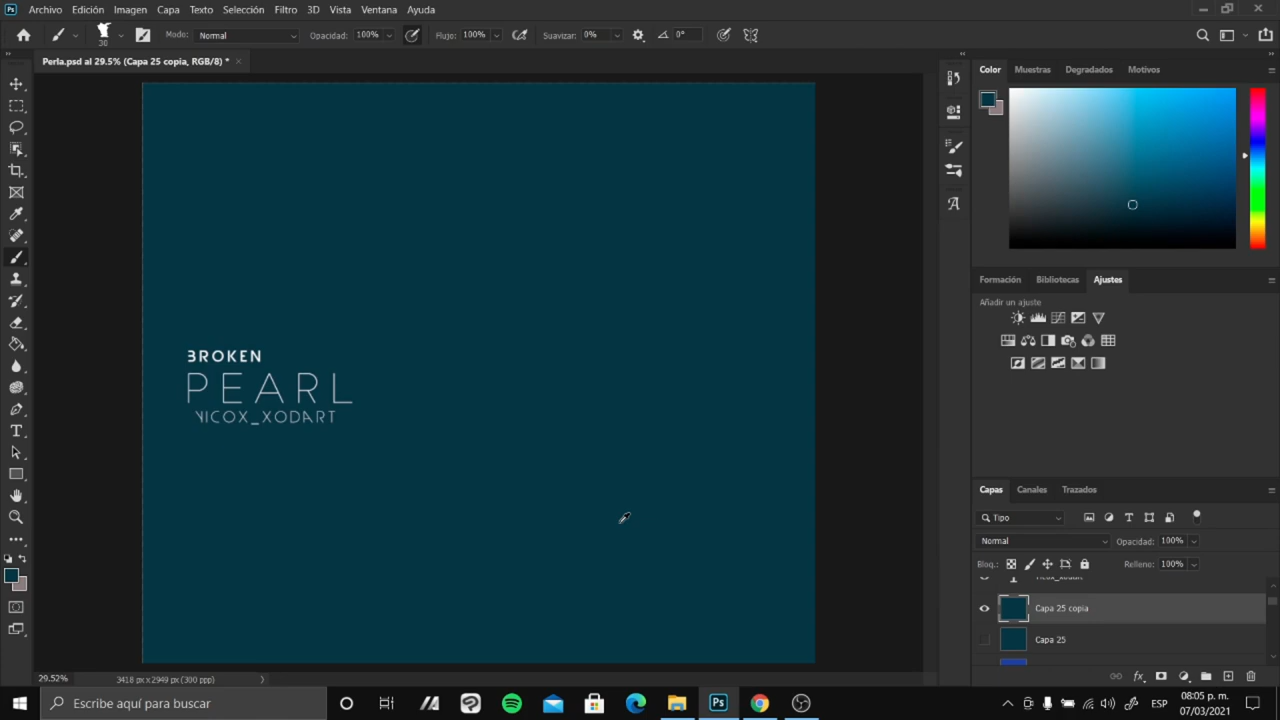 Ps Archivo Edición Imagen Capa Texto Selección Filtro 3D Vista Ventana Ayuda
30 Modo: Normal Opacidad: 100% Flujo: 100% Suavizar: 0% 0°
Perla.psd al 29.5% (Capa 25 copia, RGB/8) *
Color Muestras Degradados Motivos
Formación Bibliotecas Ajustes
Añadir un ajuste
BROKEN
PEARL
YICOX_XODART
Capas Canales Trazados
Tipo
Normal Opacidad: 100%
Bloq.: Relleno: 100%
Yicox_xodart
Capa 25 copia
Capa 25
29.52% 3418 px x 2949 px (300 ppp)
Escribe aquí para buscar
Ps
ESP
08:05 p. m.
07/03/2021